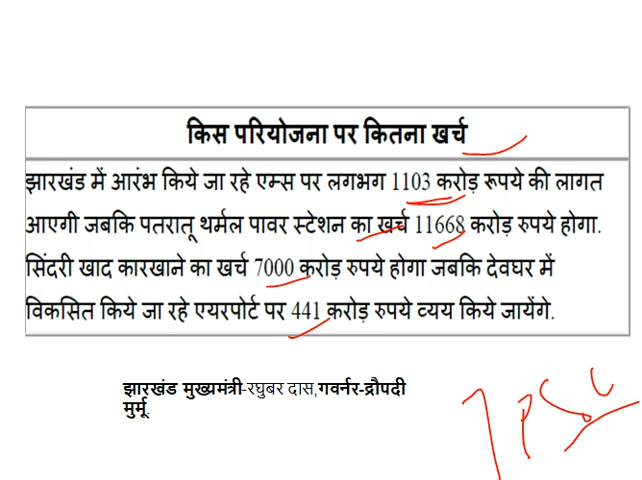 किस परियोजना पर कितना खर्च
झारखंड में आरंभ किये जा रहे एम्स पर लगभग 1103 करोड़ रूपये की लागत
आएगी जबकि पतरातू थर्मल पावर स्टेशन का खर्च 11668 करोड़ रुपये होगा.
सिंदरी खाद कारखाने का खर्च 7000 करोड़ रुपये होगा जबकि देवघर में
विकसित किये जा रहे एयरपोर्ट पर 441 करोड़ रुपये व्यय किये जायेंगे.
झारखंड मुख्यमंत्री-रघुबर दास,गवर्नर-द्रौपदी
मुर्मू.
JPSC